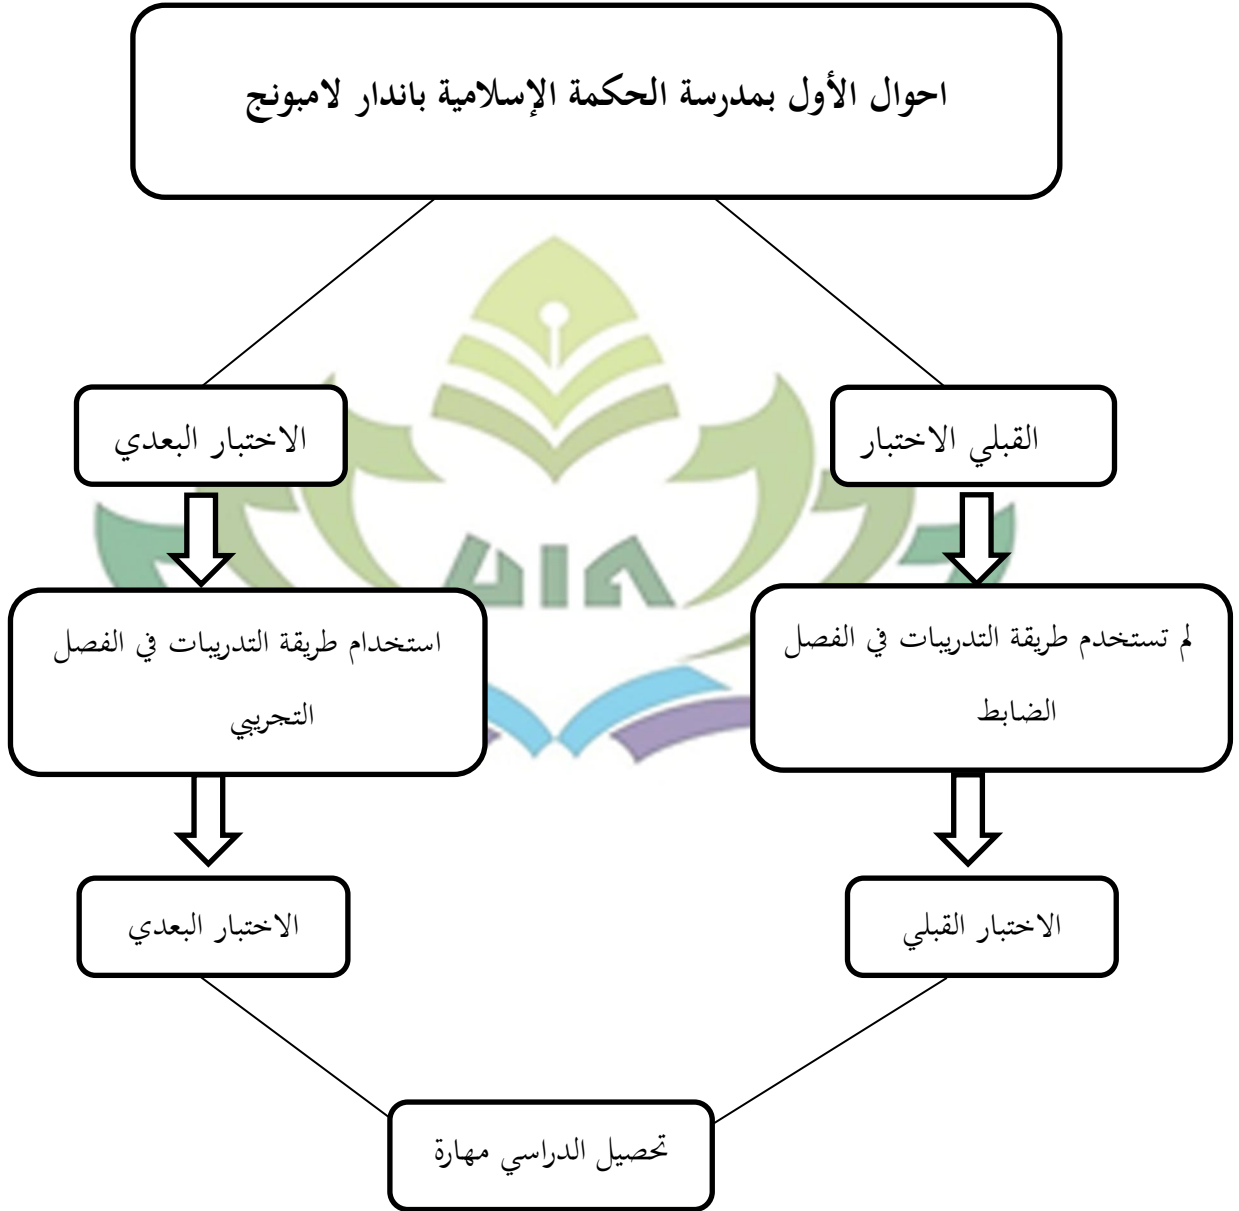 احوال الأول بمدرسة الحكمة الإسلامية باندار لامبونج
القبلي الاختبار
الاختبار البعدي
لم تستخدم طريقة التدريبات في الفصل
الضابط
استخدام طريقة التدريبات في الفصل
التجريبي
الاختبار القبلي
الاختبار البعدي
تحصيل الدراسي مهارة